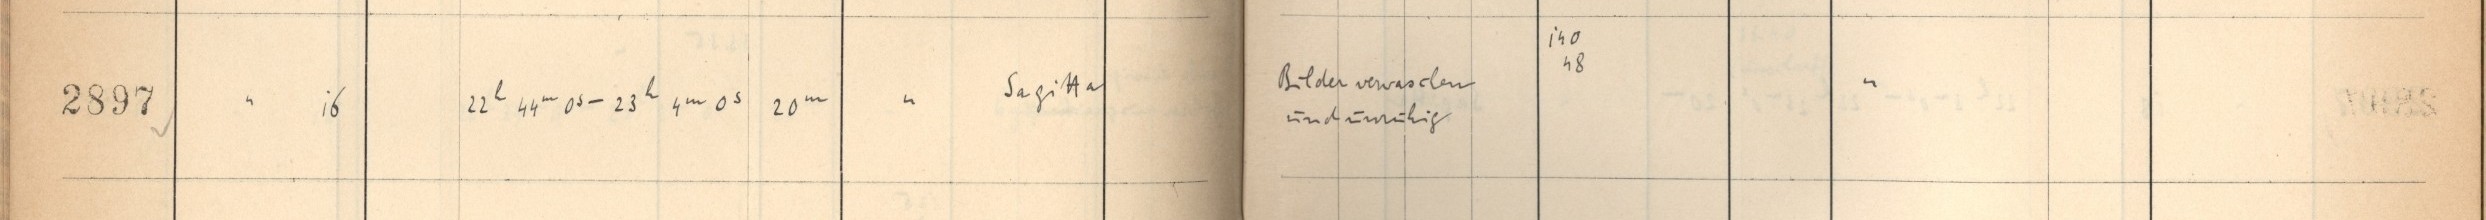 2897 " 16 22h 44m 0s – 23h 4m 0s 20m " Sagitta
Bilder verwaschen
und unruhig
140
48
"